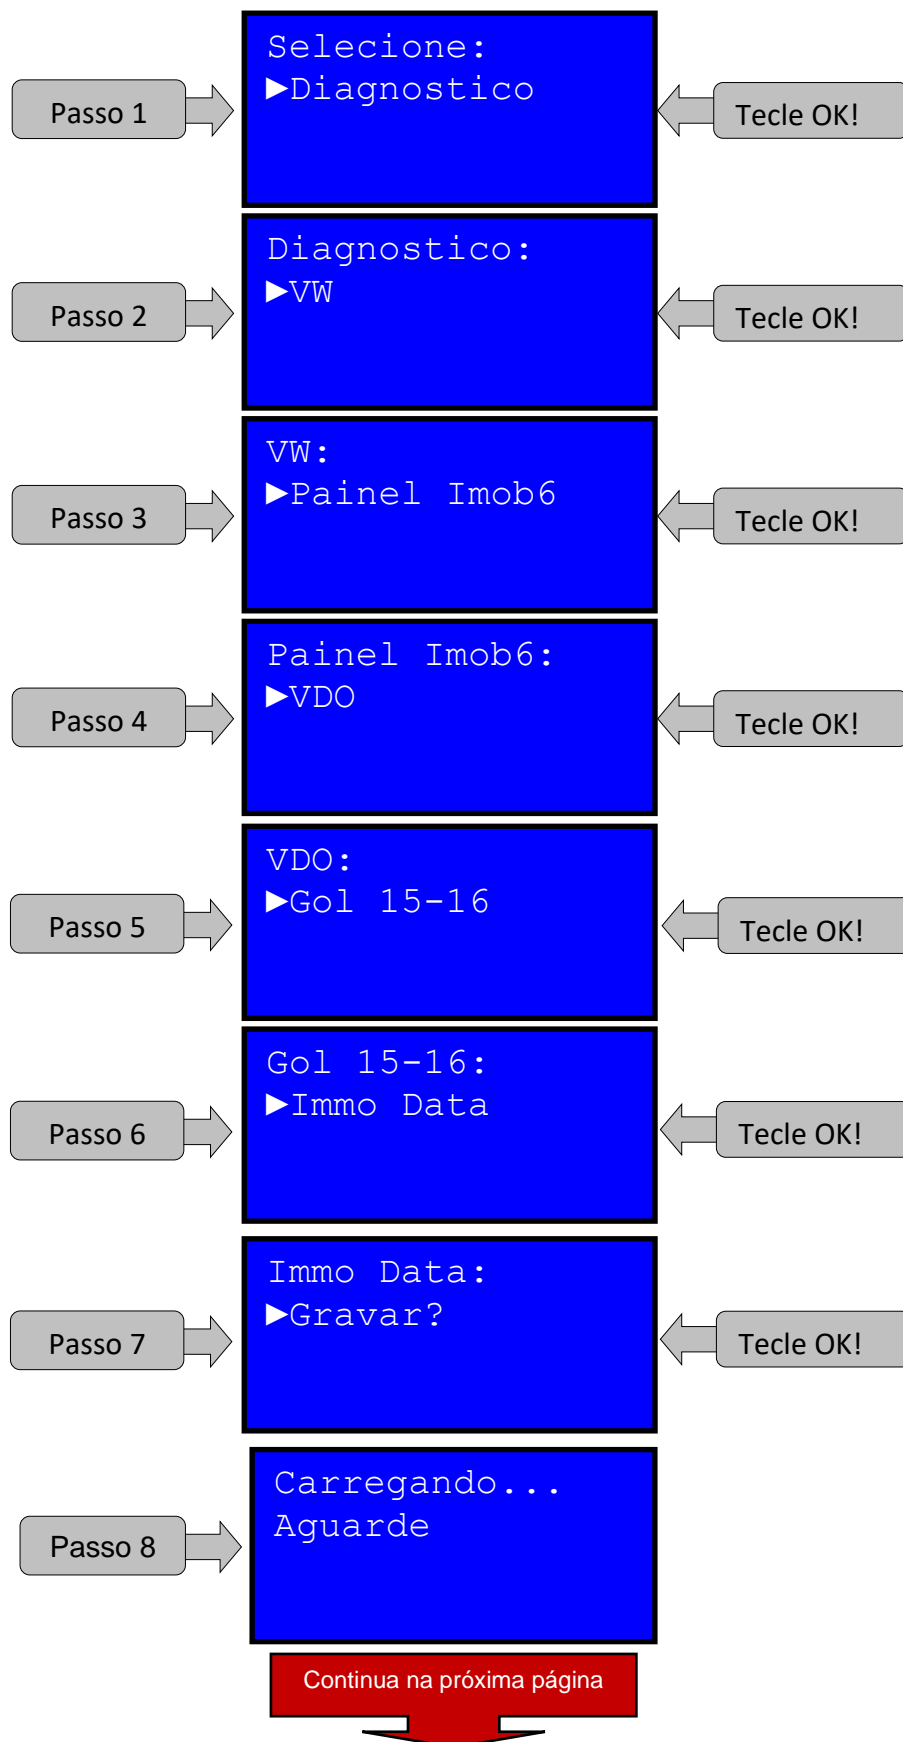 Selecione:
►Diagnostico
Passo 1
Tecle OK!
Diagnostico:
►VW
Passo 2
Tecle OK!
VW:
►Painel Imob6
Passo 3
Tecle OK!
Painel Imob6:
►VDO
Passo 4
Tecle OK!
VDO:
►Gol 15-16
Passo 5
Tecle OK!
Gol 15-16:
►Immo Data
Passo 6
Tecle OK!
Immo Data:
►Gravar?
Passo 7
Tecle OK!
Carregando...
Aguarde
Passo 8
Continua na próxima página